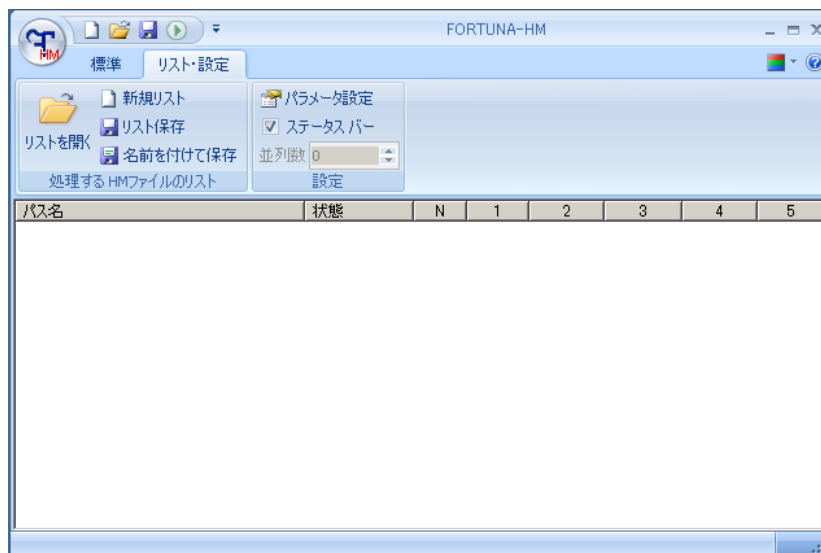 FORTUNA-HM
HM
標準 リスト・設定
リストを開く
新規リスト
リスト保存
名前を付けて保存
処理する HMファイルのリスト
パラメータ設定
ステータス バー
並列数 0
設定
パス名 状態 N 1 2 3 4 5